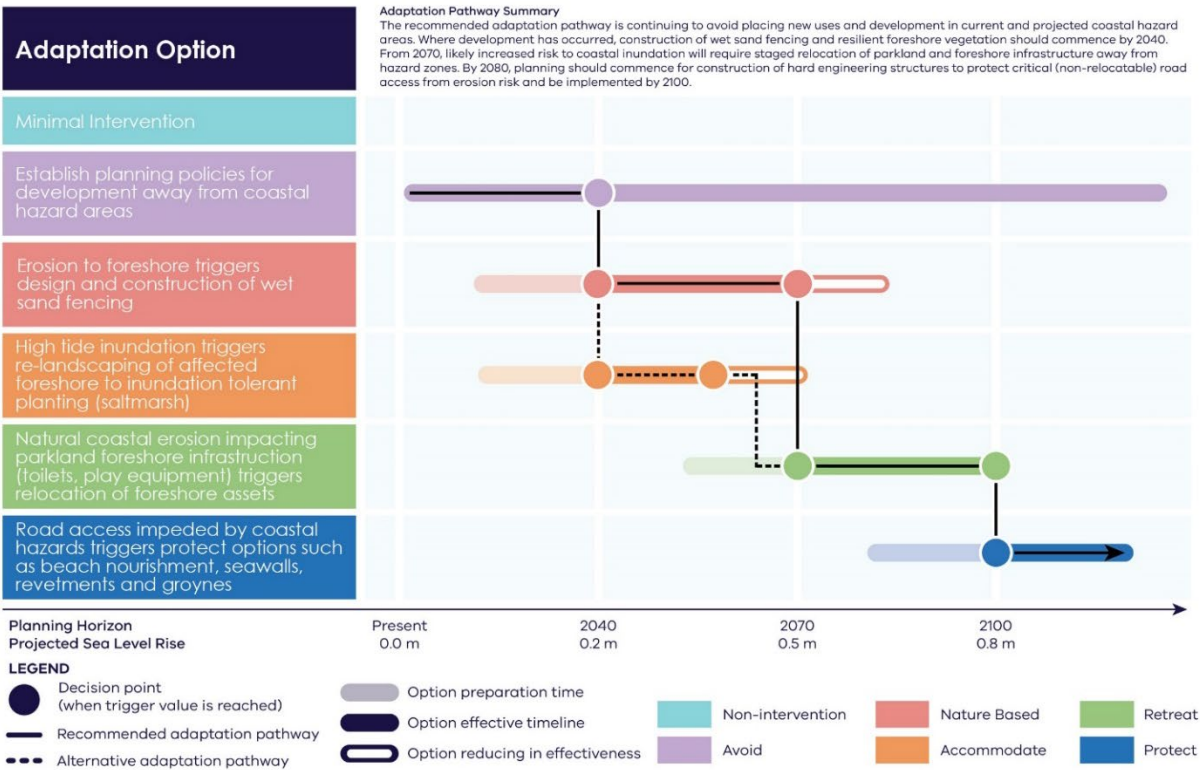 Adaptation Option
Adaptation Pathway Summary
The recommended adaptation pathway is continuing to avoid placing new uses and development in current and projected coastal hazard
areas. Where development has occurred, construction of wet sand fencing and resilient foreshore vegetation should commence by 2040.
From 2070, likely increased risk to coastal inundation will require staged relocation of parkland and foreshore infrastructure away from
hazard zones. By 2080, planning should commence for construction of hard engineering structures to protect critical (non-relocatable) road
access from erosion risk and be implemented by 2100.
Minimal Intervention
Establish planning policies for
development away from coastal
hazard areas
Erosion to foreshore triggers
design and construction of wet
sand fencing
High tide inundation triggers
re-landscaping of affected
foreshore to inundation tolerant
planting (saltmarsh)
Natural coastal erosion impacting
parkland foreshore infrastruction
(toilets, play equipment) triggers
relocation of foreshore assets
Road access impeded by coastal
hazards triggers protect options such
as beach nourishment, seawalls,
revetments and groynes
Planning Horizon
Present
2040
2070
2100
Projected Sea Level Rise
0.0 m
0.2 m
0.5 m
0.8 m
LEGEND
Decision point
(when trigger value is reached)
Recommended adaptation pathway
Alternative adaptation pathway
Option preparation time
Option effective timeline
Option reducing in effectiveness
Non-intervention
Avoid
Nature Based
Accommodate
Retreat
Protect